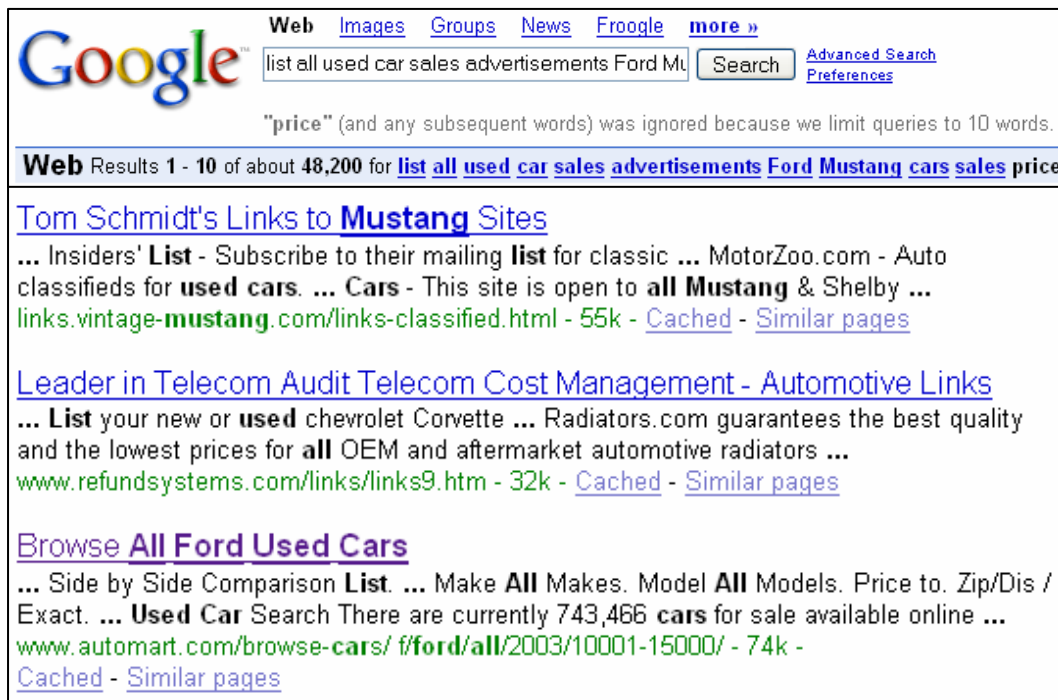 Google™
Web Images Groups News Froogle more »
list all used car sales advertisements Ford Mu Search Advanced Search
Preferences
"price" (and any subsequent words) was ignored because we limit queries to 10 words.
Web Results 1 - 10 of about 48,200 for list all used car sales advertisements Ford Mustang cars sales price
Tom Schmidt's Links to Mustang Sites
... Insiders' List - Subscribe to their mailing list for classic ... MotorZoo.com - Auto
classifieds for used cars. ... Cars - This site is open to all Mustang & Shelby ...
links.vintage-mustang.com/links-classified.html - 55k - Cached - Similar pages
Leader in Telecom Audit Telecom Cost Management - Automotive Links
... List your new or used chevrolet Corvette ... Radiators.com guarantees the best quality
and the lowest prices for all OEM and aftermarket automotive radiators ...
www.refundsystems.com/links/links9.htm - 32k - Cached - Similar pages
Browse All Ford Used Cars
... Side by Side Comparison List. ... Make All Makes. Model All Models. Price to. Zip/Dis /
Exact. ... Used Car Search There are currently 743,466 cars for sale available online ...
www.automart.com/browse-cars/ f/ford/all/2003/10001-15000/ - 74k -
Cached - Similar pages